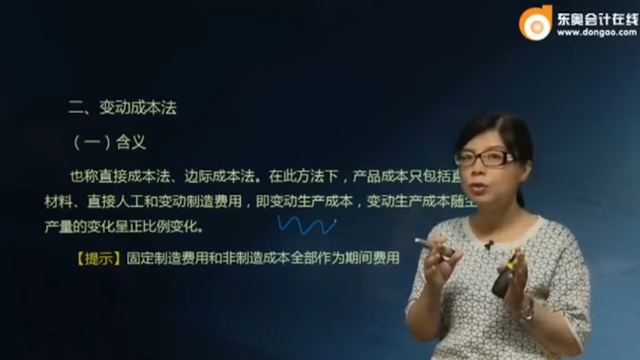 东奥会计在线
www.dongao.com
二、变动成本法
（一）含义
也称直接成本法、边际成本法。在此方法下，产品成本只包括
材料、直接人工和变动制造费用，即变动生产成本，变动生产成本随
产量的变化呈正比例变化。
【提示】固定制造费用和非制造成本全部作为期间费用